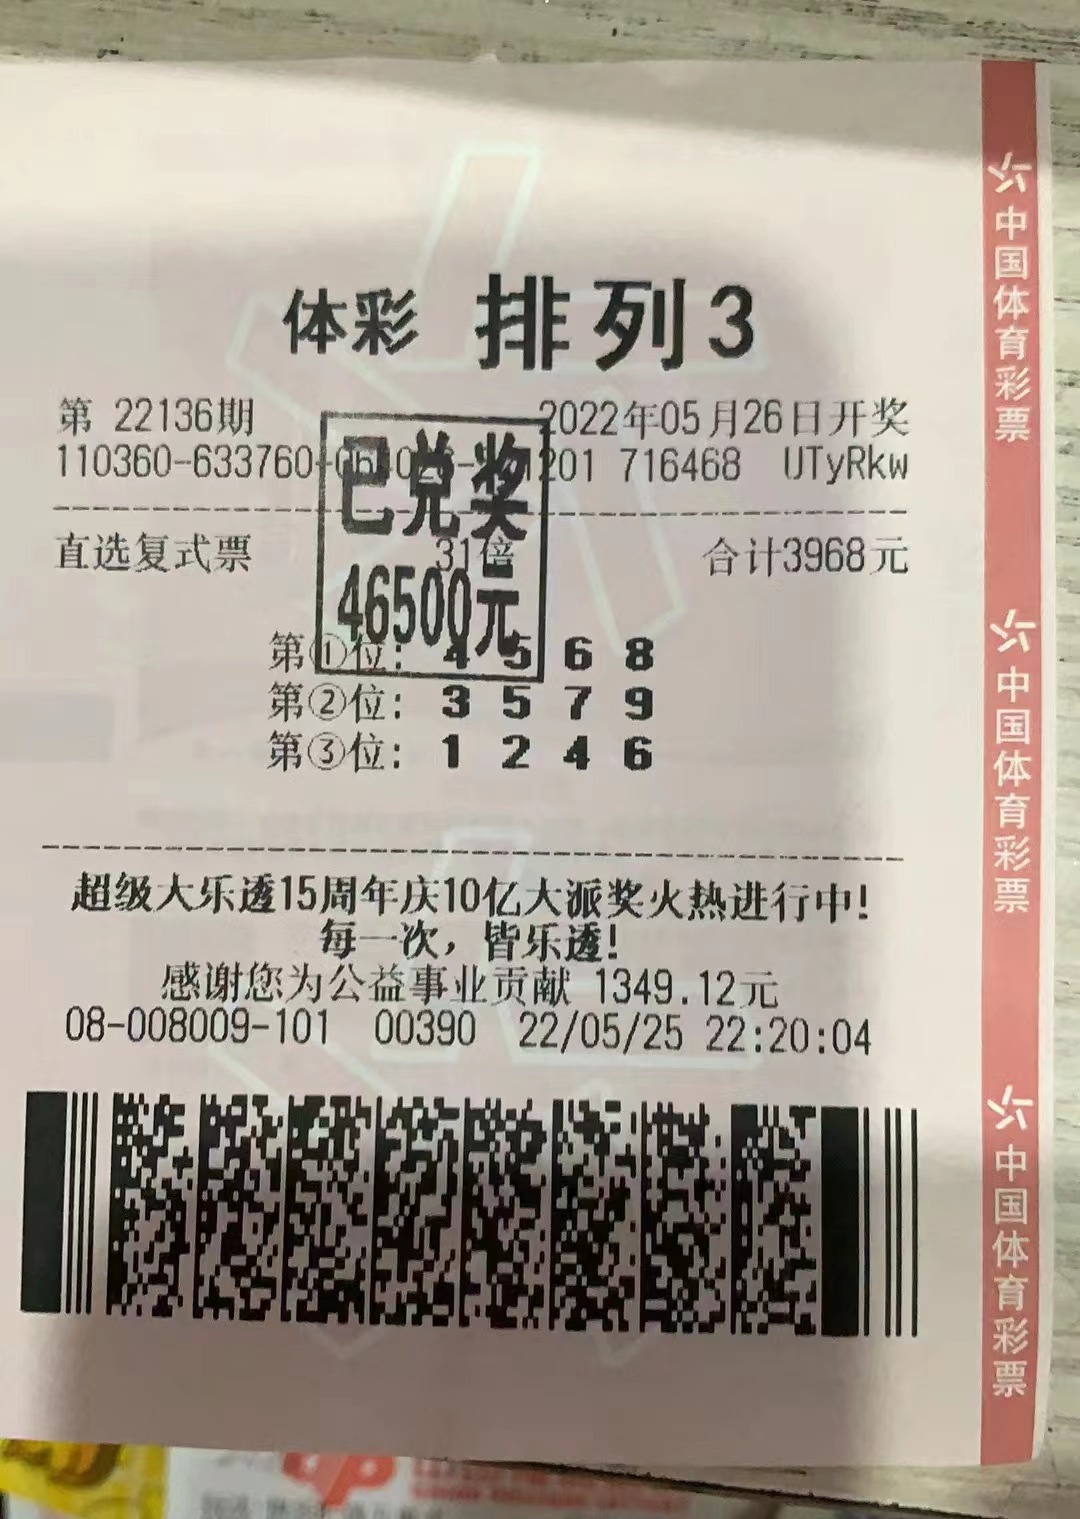 体彩 排列3
第 22136期 2022年05月26日开奖
110360-633760- 201 716468 UTyRkw
已兑奖
46500元
直选复式票 31倍 合计3968元
第①位: 4 5 6 8
第②位: 3 5 7 9
第③位: 1 2 4 6
超级大乐透15周年庆10亿大派奖火热进行中!
每一次，皆乐透!
感谢您为公益事业贡献 1349.12元
08-008009-101 00390 22/05/25 22:20:04
中国体育彩票
中国体育彩票
中国体育彩票